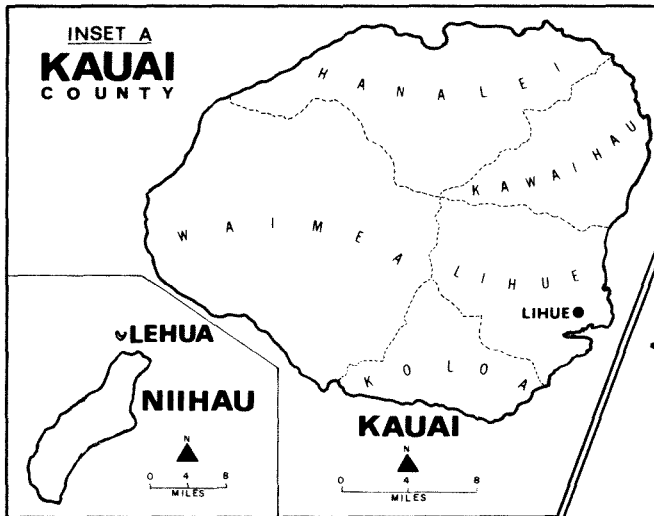 INSET A
KAUAI
COUNTY
HANALEI
KAWAIHAU
WAIMEA
LIHUE
LIHUE
KOLOA
KAUAI
N
0 4 8
MILES
LEHUA
NIIHAU
N
0 4 8
MILES